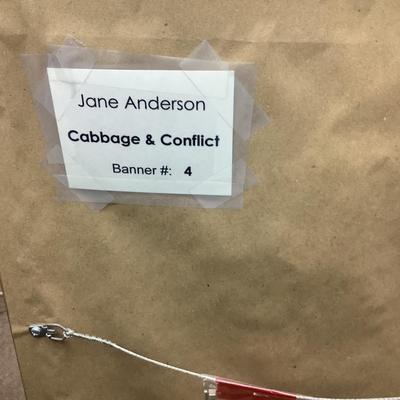 Jane Anderson
Cabbage & Conflict
Banner #: 4